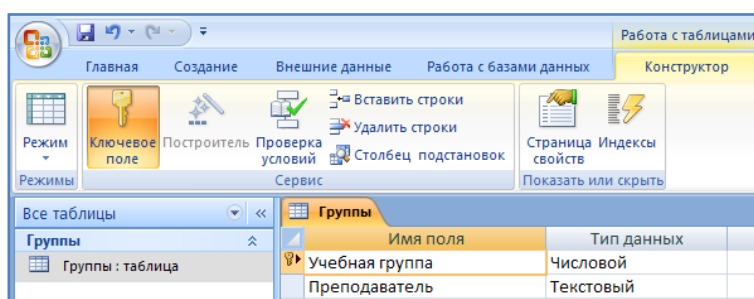 Работа с таблицами
Главная Создание Внешние данные Работа с базами данных Конструктор
Режим
Ключевое поле
Построитель
Проверка условий
Вставить строки
Удалить строки
Столбец подстановок
Страница свойств
Индексы
Режимы Сервис Показать или скрыть
Все таблицы
Группы
Группы : таблица
Группы
Имя поля Тип данных
Учебная группа Числовой
Преподаватель Текстовый